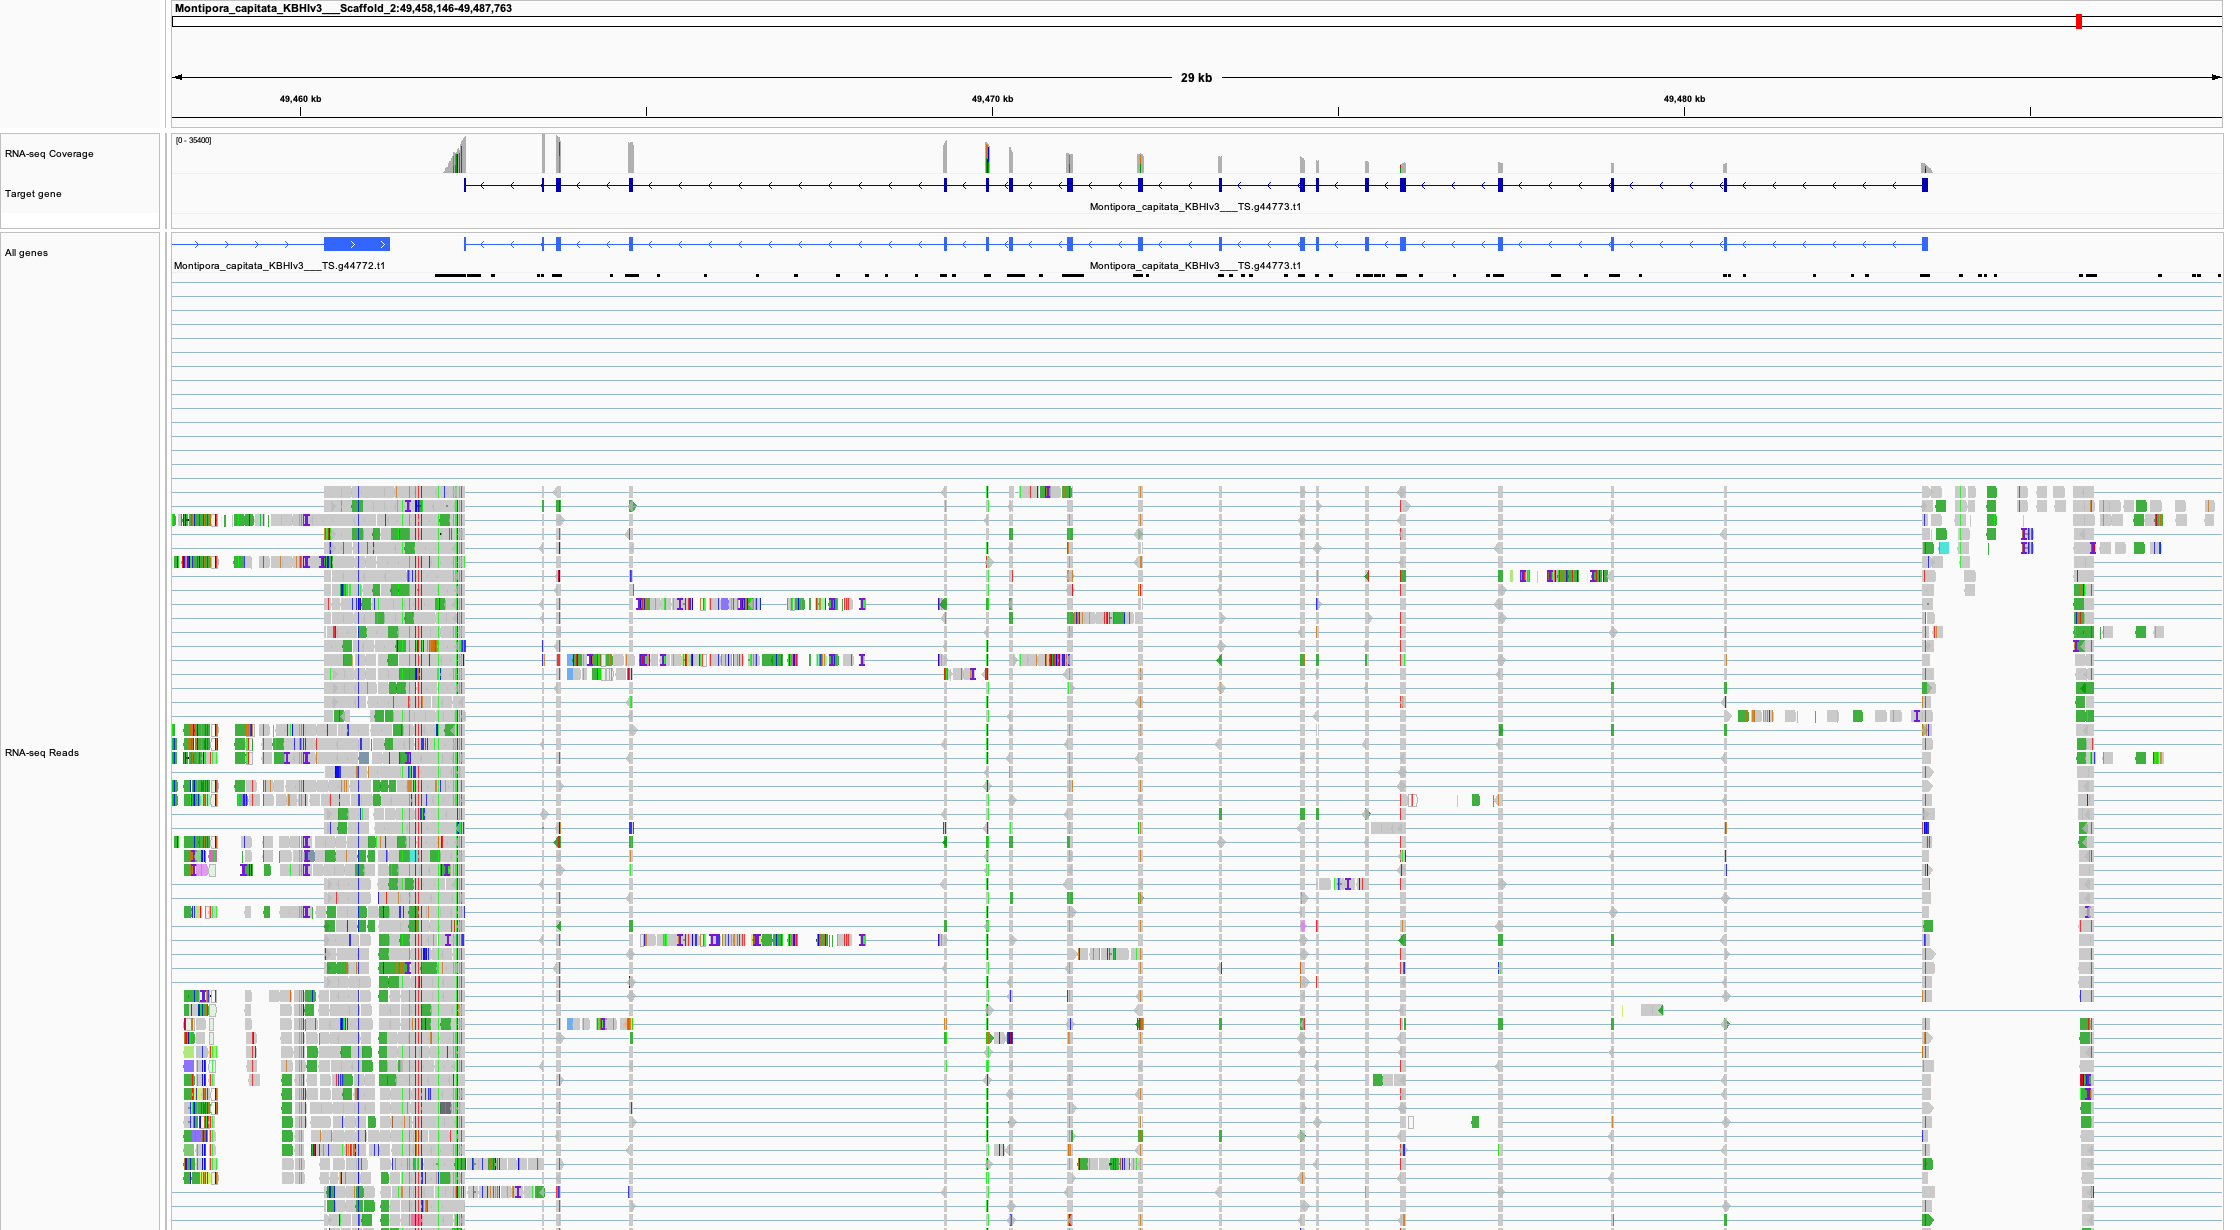 Montipora_capitata_KBHIv3___Scaffold_2:49,458,146-49,487,763
29 kb
49,460 kb 49,470 kb 49,480 kb
[0 - 35400]
RNA-seq Coverage
Target gene
Montipora_capitata_KBHIv3___TS.g44773.t1
All genes
Montipora_capitata_KBHIv3___TS.g44772.t1 Montipora_capitata_KBHIv3___TS.g44773.t1
RNA-seq Reads